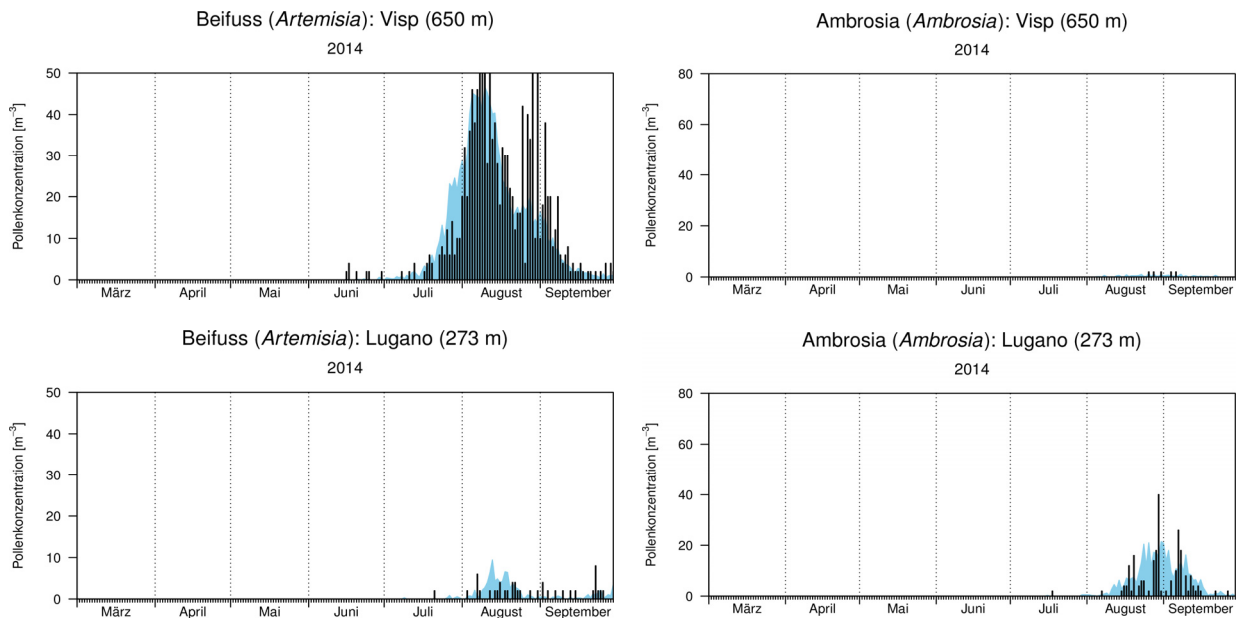 Beifuss (Artemisia): Visp (650 m)
2014
Pollenkonzentration [m⁻³]
50
40
30
20
10
0
März April Mai Juni Juli August September
Ambrosia (Ambrosia): Visp (650 m)
2014
Pollenkonzentration [m⁻³]
80
60
40
20
0
März April Mai Juni Juli August September
Beifuss (Artemisia): Lugano (273 m)
2014
Pollenkonzentration [m⁻³]
50
40
30
20
10
0
März April Mai Juni Juli August September
Ambrosia (Ambrosia): Lugano (273 m)
2014
Pollenkonzentration [m⁻³]
80
60
40
20
0
März April Mai Juni Juli August September